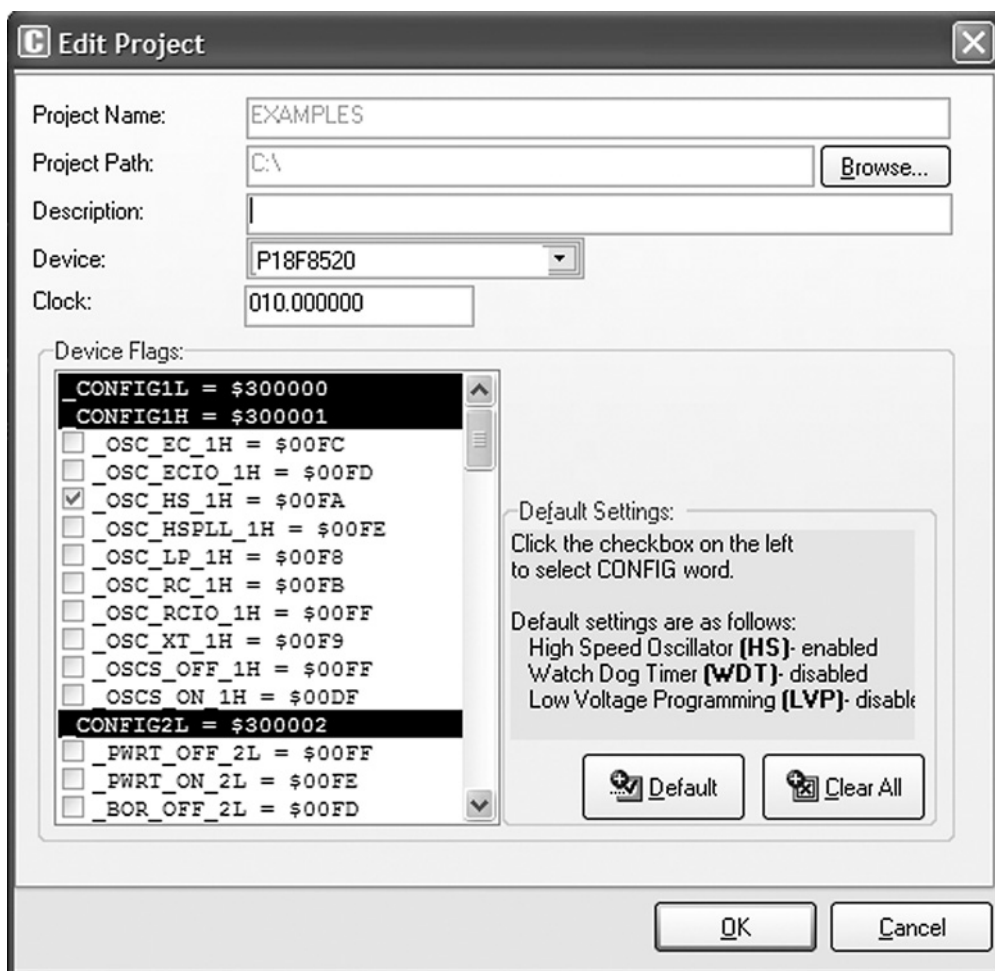 C Edit Project
Project Name: EXAMPLES
Project Path: C:\ Browse...
Description:
Device: P18F8520
Clock: 010.000000
Device Flags:
_CONFIG1L = $300000
_CONFIG1H = $300001
_OSC_EC_1H = $00FC
_OSC_ECIO_1H = $00FD
_OSC_HS_1H = $00FA
_OSC_HSPLL_1H = $00FE
_OSC_LP_1H = $00F8
_OSC_RC_1H = $00FB
_OSC_RCIO_1H = $00FF
_OSC_XT_1H = $00F9
_OSCS_OFF_1H = $00FF
_OSCS_ON_1H = $00DF
_CONFIG2L = $300002
_PWRT_OFF_2L = $00FF
_PWRT_ON_2L = $00FE
_BOR_OFF_2L = $00FD
Default Settings:
Click the checkbox on the left
to select CONFIG word.
Default settings are as follows:
High Speed Oscillator (HS)- enabled
Watch Dog Timer (WDT)- disabled
Low Voltage Programming (LVP)- disable
Default Clear All
OK Cancel